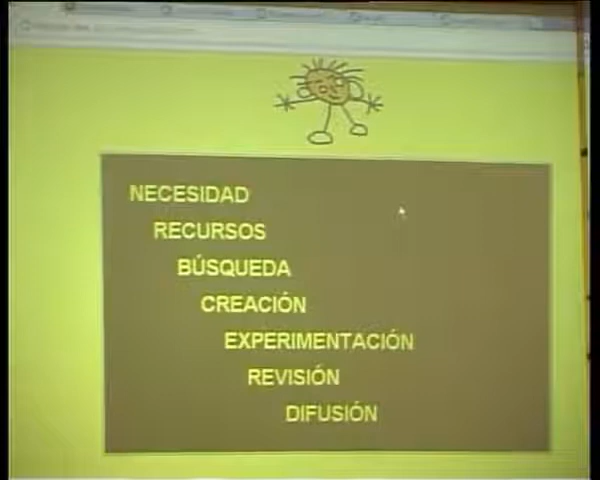 NECESIDAD
RECURSOS
BÚSQUEDA
CREACIÓN
EXPERIMENTACIÓN
REVISIÓN
DIFUSIÓN